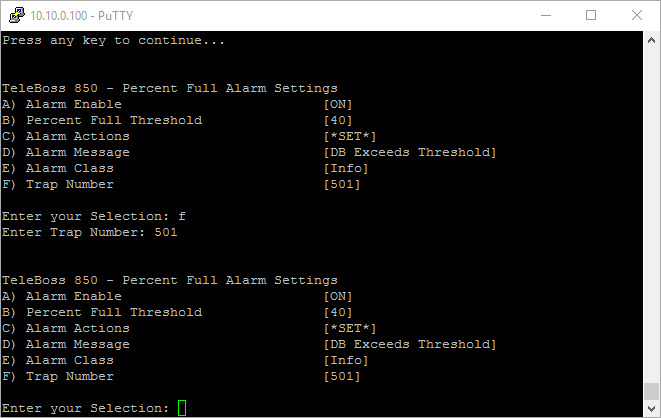 10.10.0.100 - PuTTY
Press any key to continue...
TeleBoss 850 - Percent Full Alarm Settings
A) Alarm Enable [ON]
B) Percent Full Threshold [40]
C) Alarm Actions [*SET*]
D) Alarm Message [DB Exceeds Threshold]
E) Alarm Class [Info]
F) Trap Number [501]
Enter your Selection: f
Enter Trap Number: 501
TeleBoss 850 - Percent Full Alarm Settings
A) Alarm Enable [ON]
B) Percent Full Threshold [40]
C) Alarm Actions [*SET*]
D) Alarm Message [DB Exceeds Threshold]
E) Alarm Class [Info]
F) Trap Number [501]
Enter your Selection: